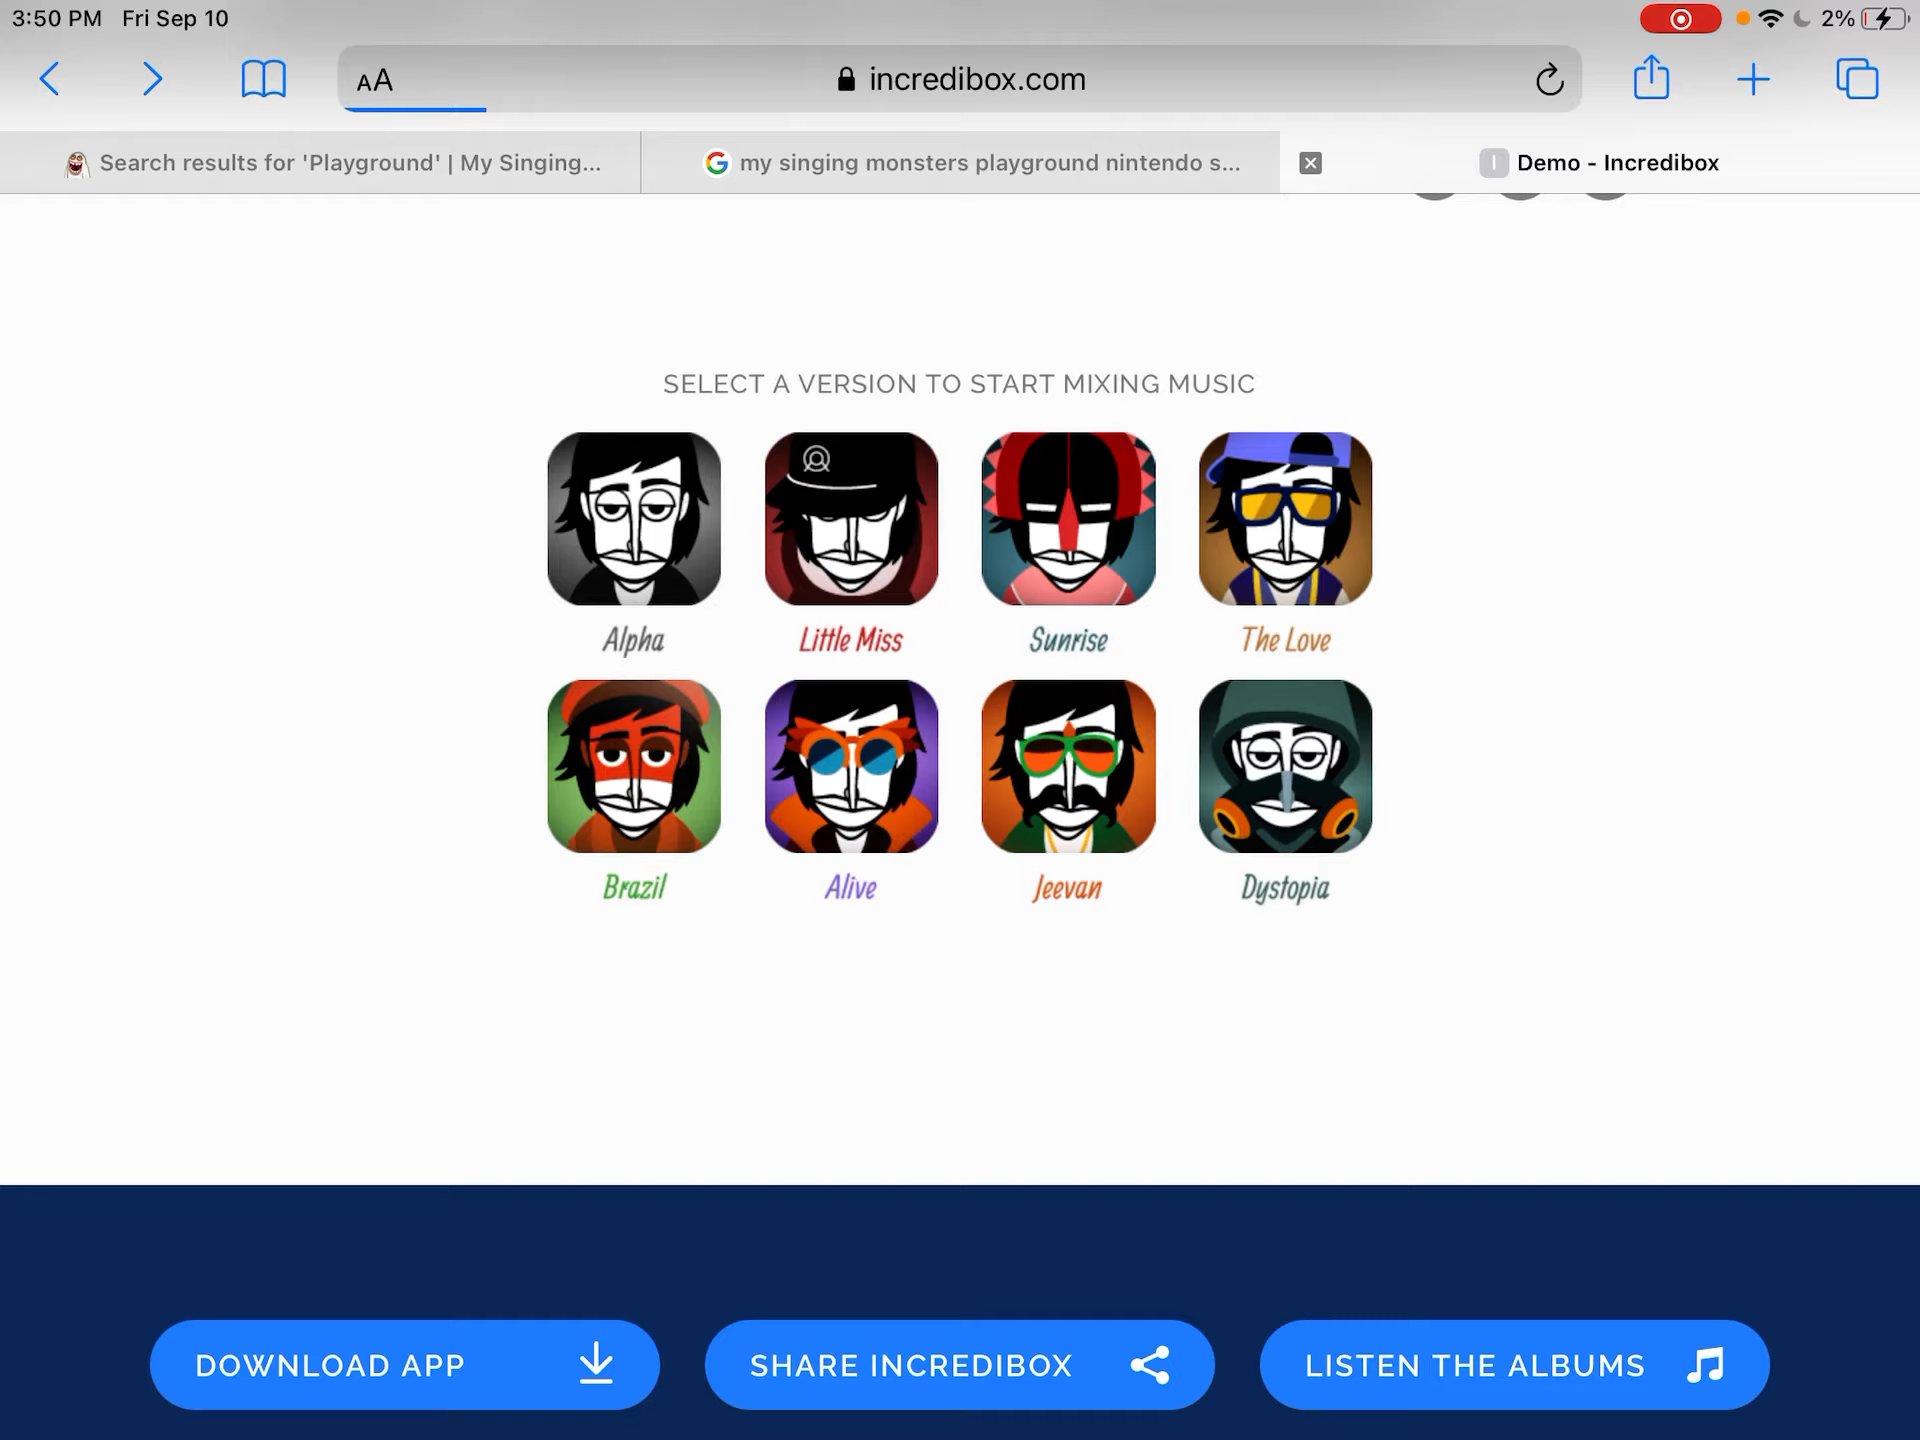 3:50 PM Fri Sep 10 2%
AA incredibox.com
Search results for 'Playground' | My Singing...
my singing monsters playground nintendo s...
I Demo - Incredibox
SELECT A VERSION TO START MIXING MUSIC
Alpha Little Miss Sunrise The Love
Brazil Alive Jeevan Dystopia
DOWNLOAD APP SHARE INCREDIBOX LISTEN THE ALBUMS